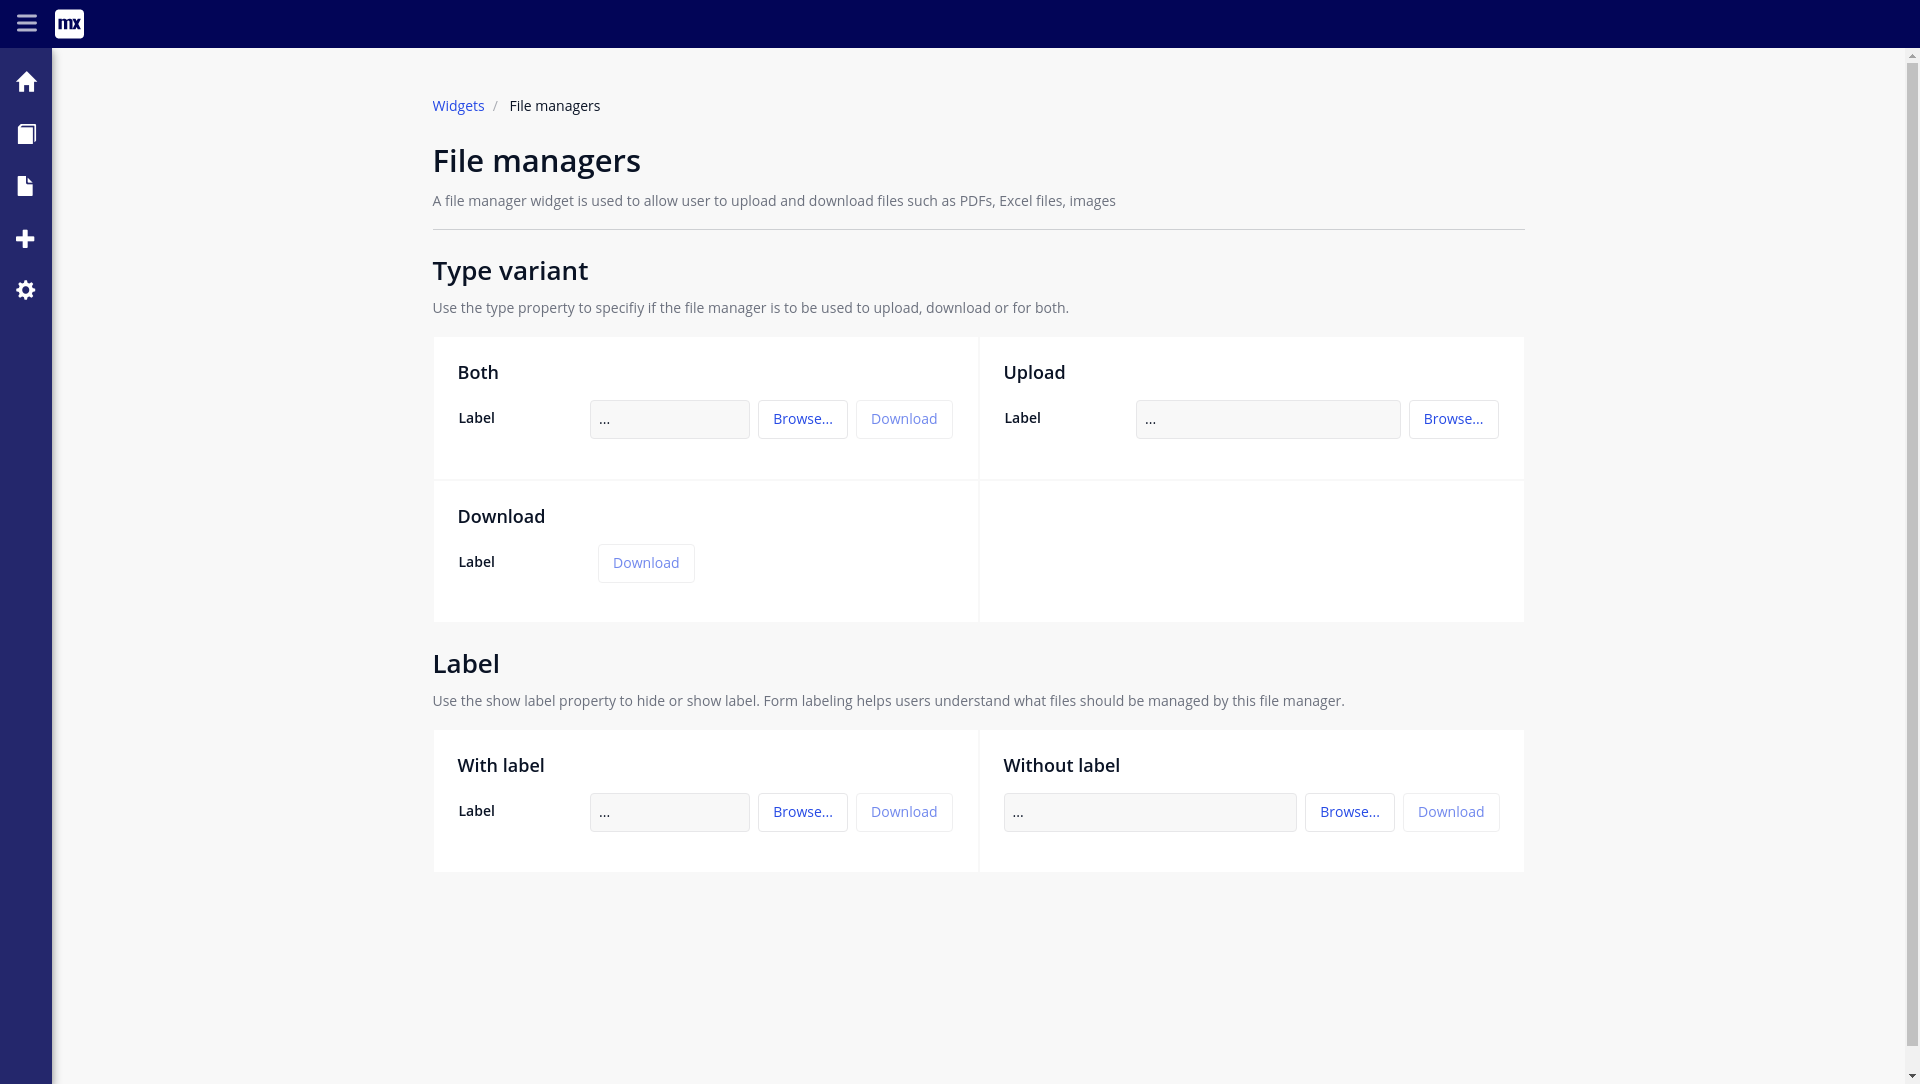 mx
Widgets / File managers
File managers
A file manager widget is used to allow user to upload and download files such as PDFs, Excel files, images
Type variant
Use the type property to specifiy if the file manager is to be used to upload, download or for both.
Both
Label ... Browse... Download
Upload
Label ... Browse...
Download
Label Download
Label
Use the show label property to hide or show label. Form labeling helps users understand what files should be managed by this file manager.
With label
Label ... Browse... Download
Without label
... Browse... Download